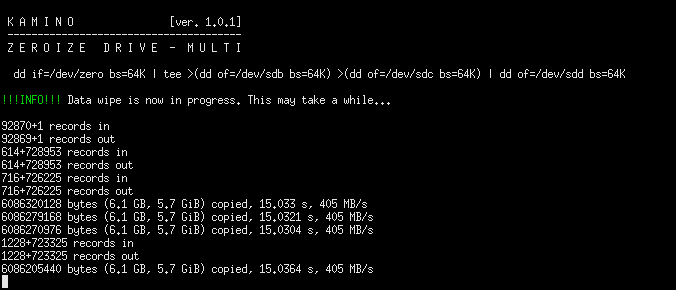 K A M I N O [ver. 1.0.1]
------------------------------------
Z E R O I Z E D R I V E - M U L T I
dd if=/dev/zero bs=64K | tee >(dd of=/dev/sdb bs=64K) >(dd of=/dev/sdc bs=64K) | dd of=/dev/sdd bs=64K
!!!INFO!!! Data wipe is now in progress. This may take a while...
92870+1 records in
92869+1 records out
614+728953 records in
614+728953 records out
716+726225 records in
716+726225 records out
6086320128 bytes (6.1 GB, 5.7 GiB) copied, 15.033 s, 405 MB/s
6086279168 bytes (6.1 GB, 5.7 GiB) copied, 15.0321 s, 405 MB/s
6086270976 bytes (6.1 GB, 5.7 GiB) copied, 15.0304 s, 405 MB/s
1228+723325 records in
1228+723325 records out
6086205440 bytes (6.1 GB, 5.7 GiB) copied, 15.0364 s, 405 MB/s